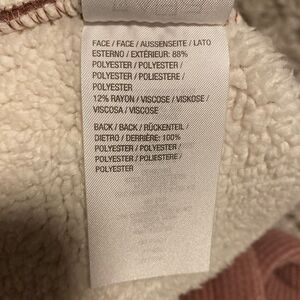 FACE / FACE / AUSSENSEITE / LATO
ESTERNO / EXTÉRIEUR: 88%
POLYESTER / POLYESTER /
POLYESTER / POLIESTERE /
POLYESTER
12% RAYON / VISCOSE / VISKOSE /
VISCOSA / VISCOSE
BACK / BACK / RÜCKENTEIL /
DIETRO / DERRIÈRE: 100%
POLYESTER / POLYESTER /
POLYESTER / POLIESTERE /
POLYESTER